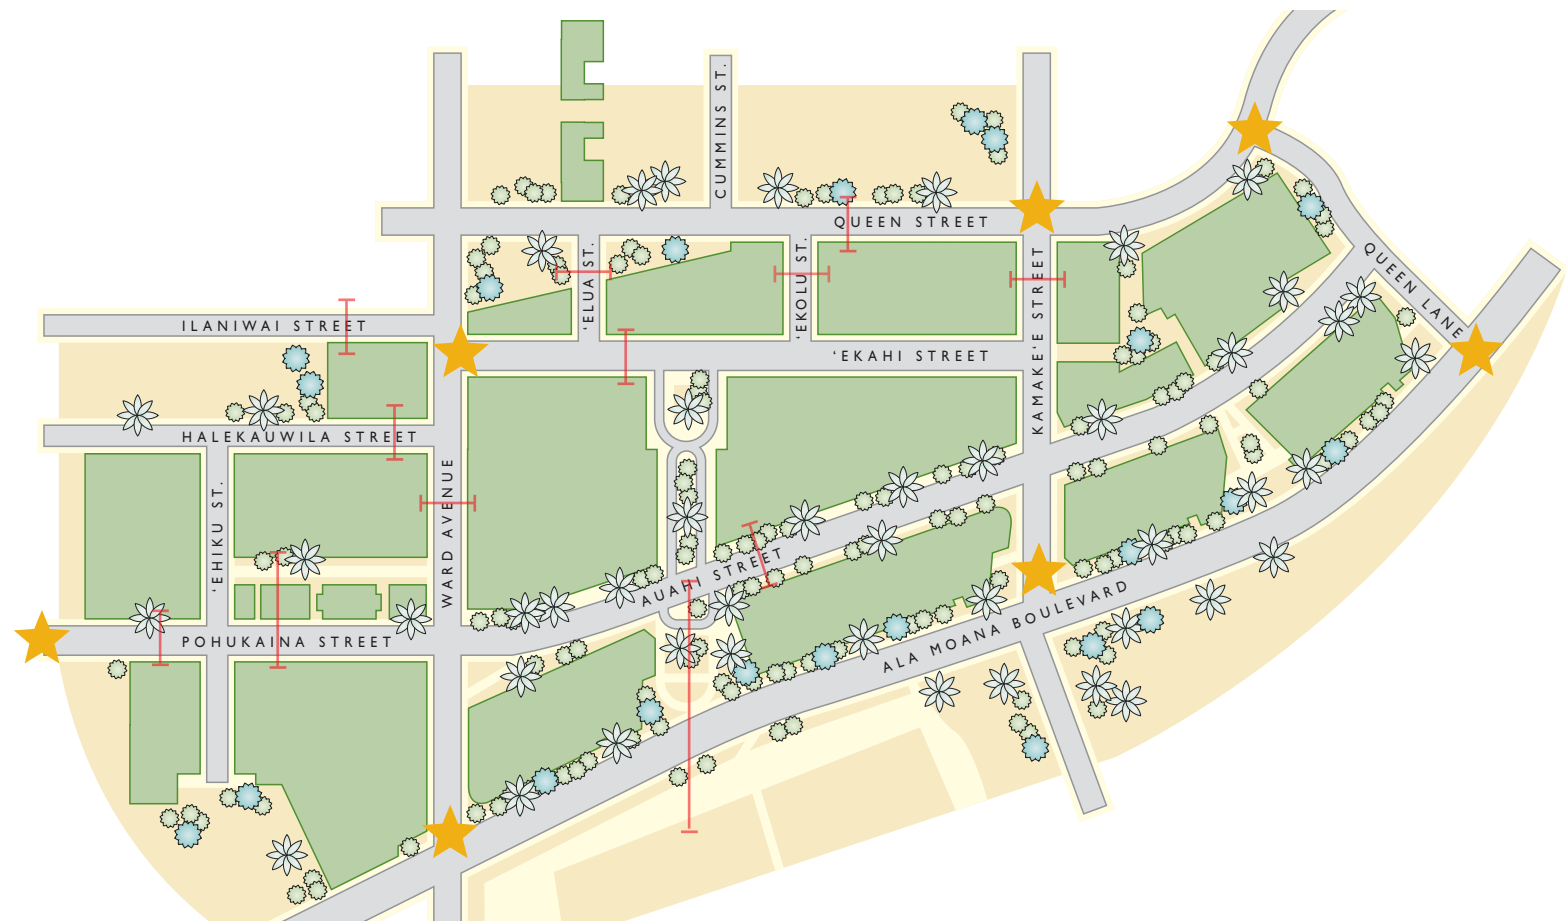 CUMMINS ST.
QUEEN STREET
‘ELUA ST.
‘EKOLU ST.
KAMAKE‘E STREET
QUEEN LANE
ILANIWAI STREET
‘EKAHI STREET
HALEKAUWILA STREET
‘EHIKU ST.
WARD AVENUE
AUAHI STREET
POHUKAINA STREET
ALA MOANA BOULEVARD